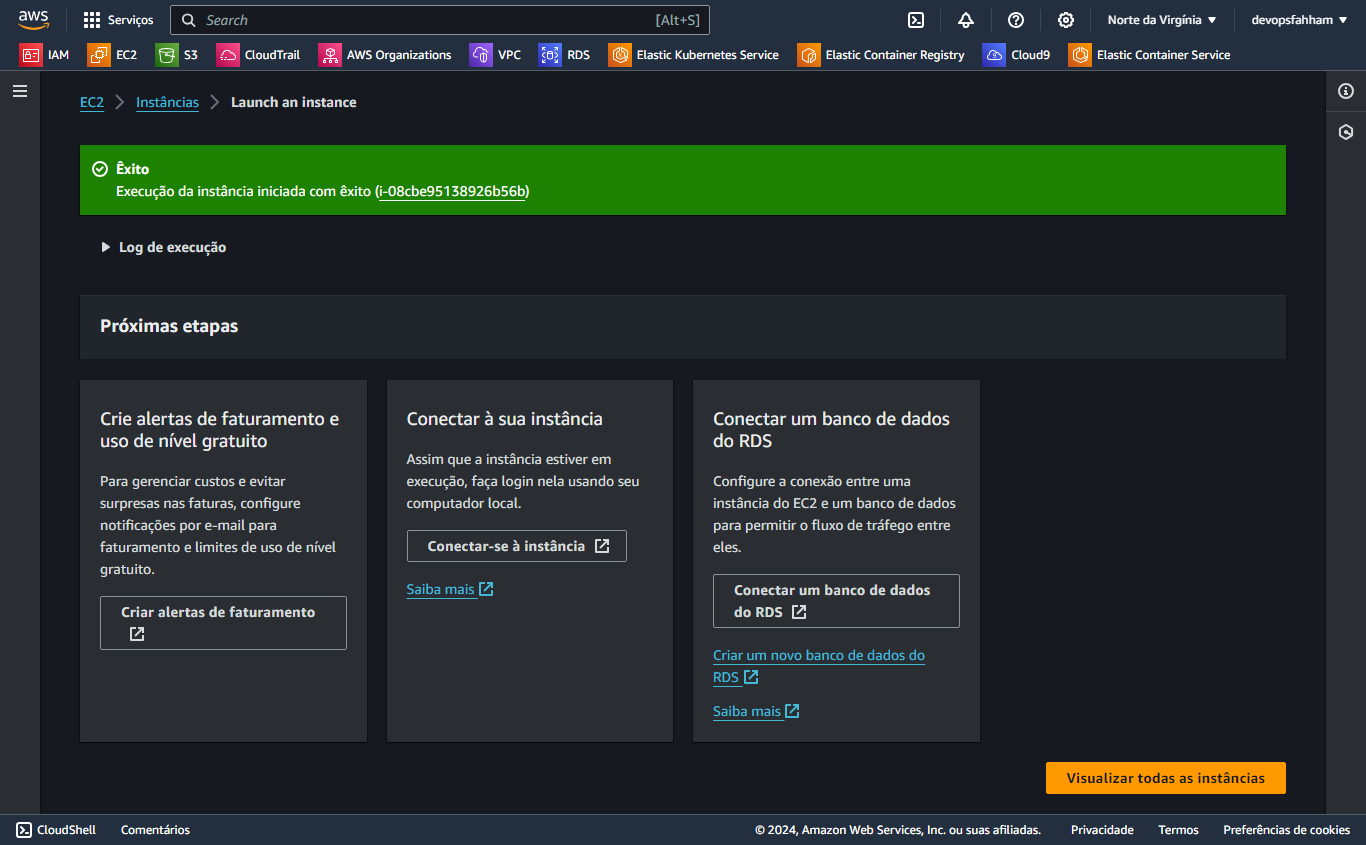 aws
Serviços
Search [Alt+S]
Norte da Virgínia
devopsfahham
IAM EC2 S3 CloudTrail AWS Organizations VPC RDS Elastic Kubernetes Service Elastic Container Registry Cloud9 Elastic Container Service
EC2 Instâncias Launch an instance
Êxito
Execução da instância iniciada com êxito (i-08cbe95138926b56b)
Log de execução
Próximas etapas
Crie alertas de faturamento e
uso de nível gratuito
Para gerenciar custos e evitar
surpresas nas faturas, configure
notificações por e-mail para
faturamento e limites de uso de nível
gratuito.
Criar alertas de faturamento
Conectar à sua instância
Assim que a instância estiver em
execução, faça login nela usando seu
computador local.
Conectar-se à instância
Saiba mais
Conectar um banco de dados
do RDS
Configure a conexão entre uma
instância do EC2 e um banco de dados
para permitir o fluxo de tráfego entre
eles.
Conectar um banco de dados
do RDS
Criar um novo banco de dados do
RDS
Saiba mais
Visualizar todas as instâncias
CloudShell Comentários © 2024, Amazon Web Services, Inc. ou suas afiliadas. Privacidade Termos Preferências de cookies